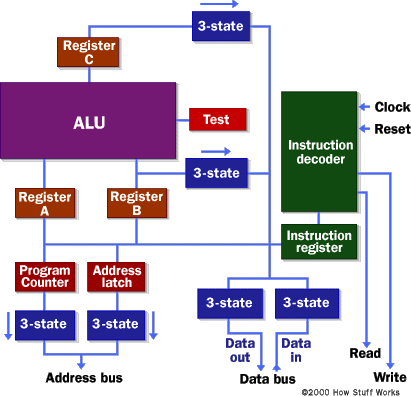 Register
C
3-state
ALU
Test
Clock
Reset
Instruction
decoder
3-state
Register
A
Register
B
Instruction
register
Program
Counter
Address
latch
3-state
3-state
3-state
3-state
Data
out
Data
in
Read
Address bus
Data bus
Write
©2000 How Stuff Works